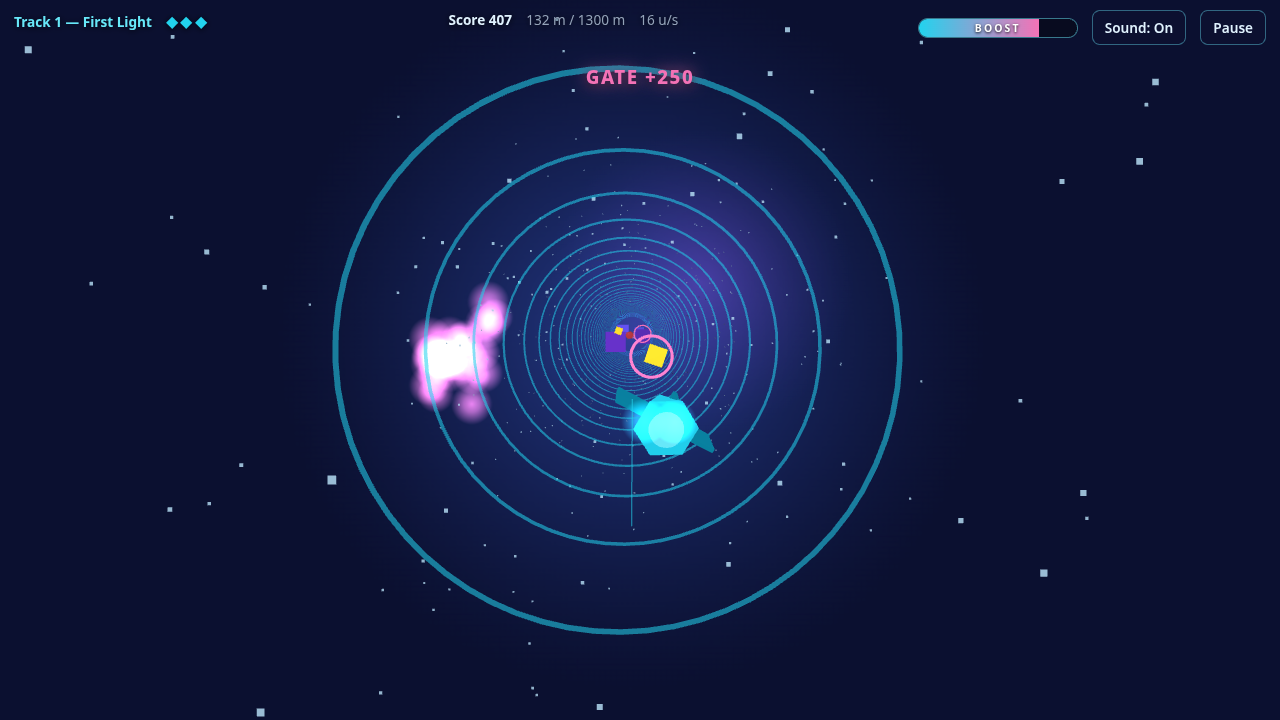 Track 1 — First Light ◆◆◆
Score 407 132 m / 1300 m 16 u/s
BOOST
Sound: On
Pause
GATE +250